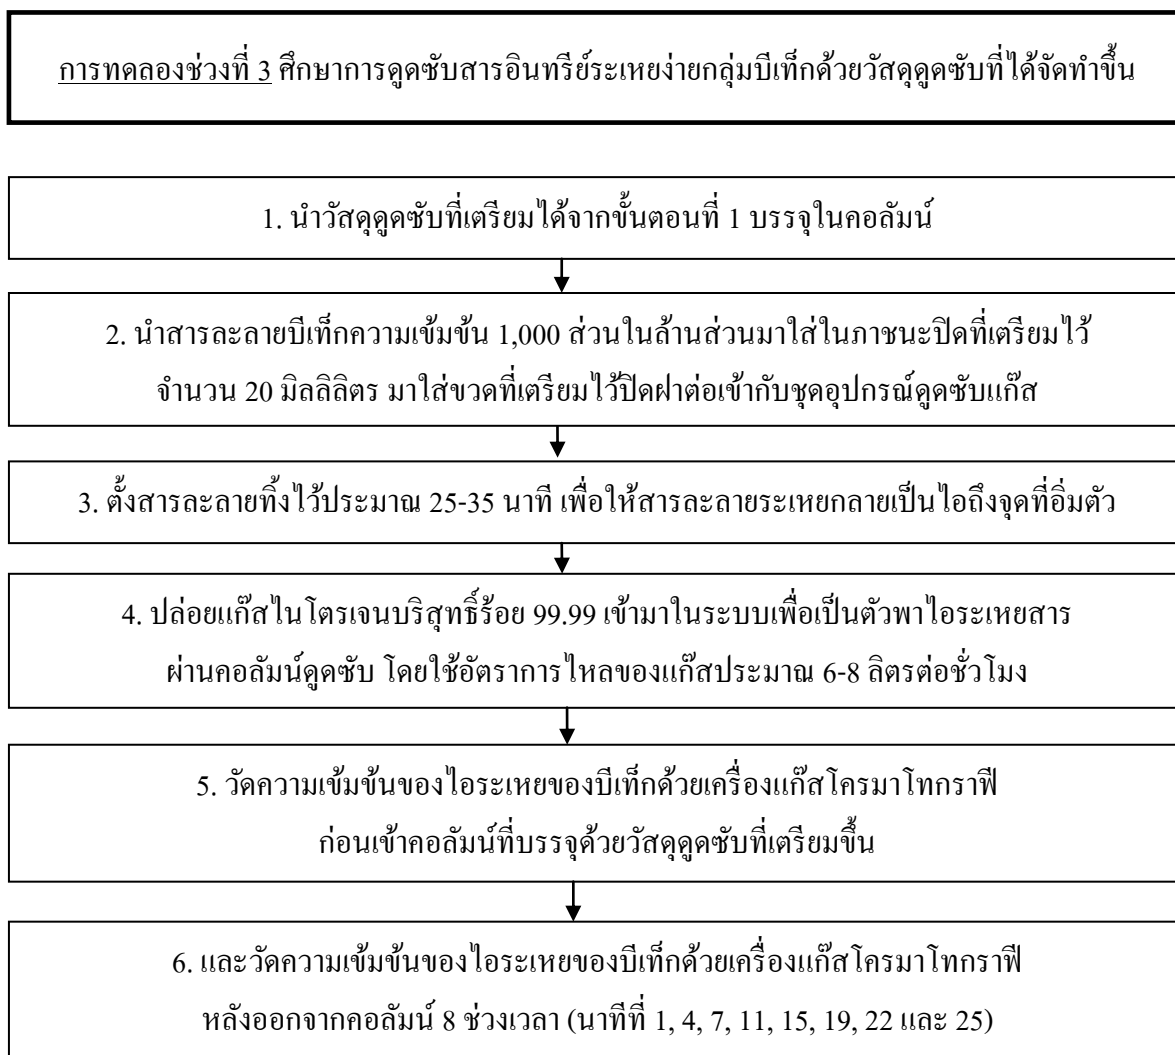 การทดลองช่วงที่ 3 ศึกษาการดูดซับสารอินทรีย์ระเหยง่ายกลุ่มบีเท็กด้วยวัสดุดูดซับที่ได้จัดทำขึ้น
1. นำวัสดุดูดซับที่เตรียมได้จากขั้นตอนที่ 1 บรรจุในคอลัมน์
2. นำสารละลายบีเท็กความเข้มข้น 1,000 ส่วนในล้านส่วนมาใส่ในภาชนะปิดที่เตรียมไว้
จำนวน 20 มิลลิลิตร มาใส่ขวดที่เตรียมไว้ปิดฝาต่อเข้ากับชุดอุปกรณ์ดูดซับแก๊ส
3. ตั้งสารละลายทิ้งไว้ประมาณ 25-35 นาที เพื่อให้สารละลายระเหยกลายเป็นไอถึงจุดที่อิ่มตัว
4. ปล่อยแก๊สไนโตรเจนบริสุทธิ์ร้อย 99.99 เข้ามาในระบบเพื่อเป็นตัวพาไอระเหยสาร
ผ่านคอลัมน์ดูดซับ โดยใช้อัตราการไหลของแก๊สประมาณ 6-8 ลิตรต่อชั่วโมง
5. วัดความเข้มข้นของไอระเหยของบีเท็กด้วยเครื่องแก๊สโครมาโทกราฟี
ก่อนเข้าคอลัมน์ที่บรรจุด้วยวัสดุดูดซับที่เตรียมขึ้น
6. และวัดความเข้มข้นของไอระเหยของบีเท็กด้วยเครื่องแก๊สโครมาโทกราฟี
หลังออกจากคอลัมน์ 8 ช่วงเวลา (นาทีที่ 1, 4, 7, 11, 15, 19, 22 และ 25)